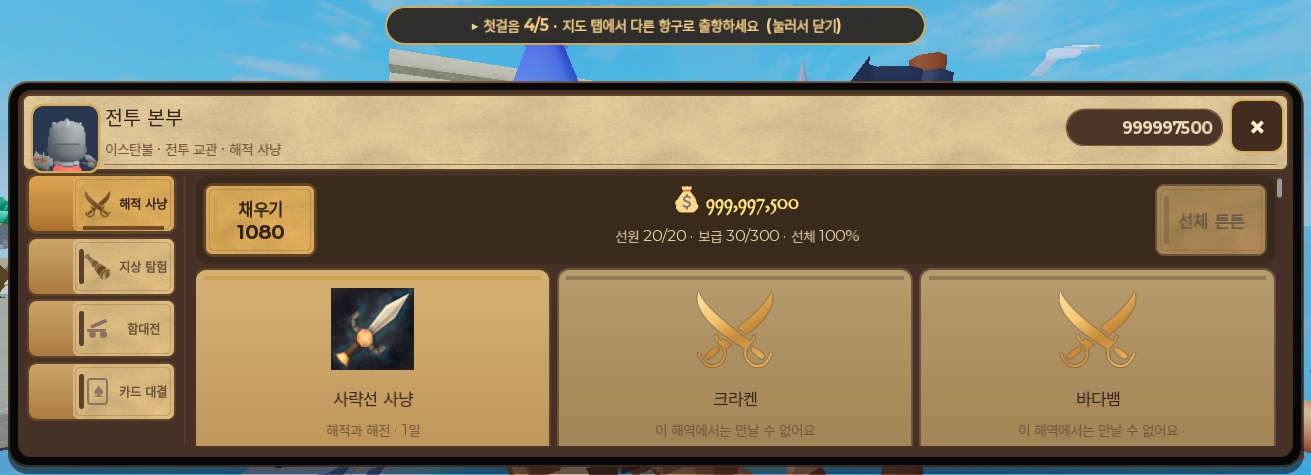 ▸ 첫걸음 4/5 · 지도 탭에서 다른 항구로 출항하세요 (눌러서 닫기)
전투 본부
이스탄불 · 전투 교관 · 해적 사냥
999997500
×
해적 사냥
지상 탐험
함대전
카드 대결
채우기
1080
999,997,500
선원 20/20 · 보급 30/300 · 선체 100%
선체 튼튼
사략선 사냥
해적과 해전 · 1일
크라켄
이 해역에서는 만날 수 없어요
바다뱀
이 해역에서는 만날 수 없어요